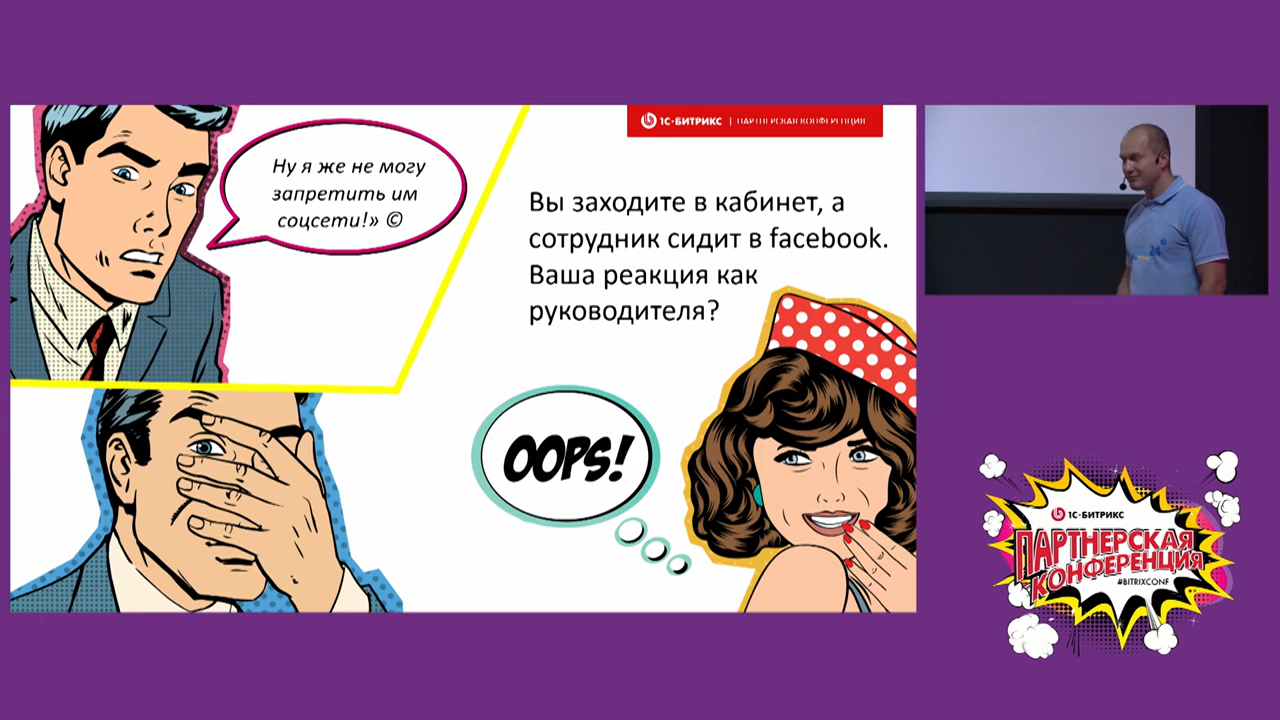 Ну я же не могу
запретить им
соцсети!» ©
1С-БИТРИКС | ПАРТНЕРСКАЯ КОНФЕРЕНЦИЯ
Вы заходите в кабинет, а
сотрудник сидит в facebook.
Ваша реакция как
руководителя?
OOPS!
24
1С-БИТРИКС
ПАРТНЕРСКАЯ
КОНФЕРЕНЦИЯ
#BITRIXCONF